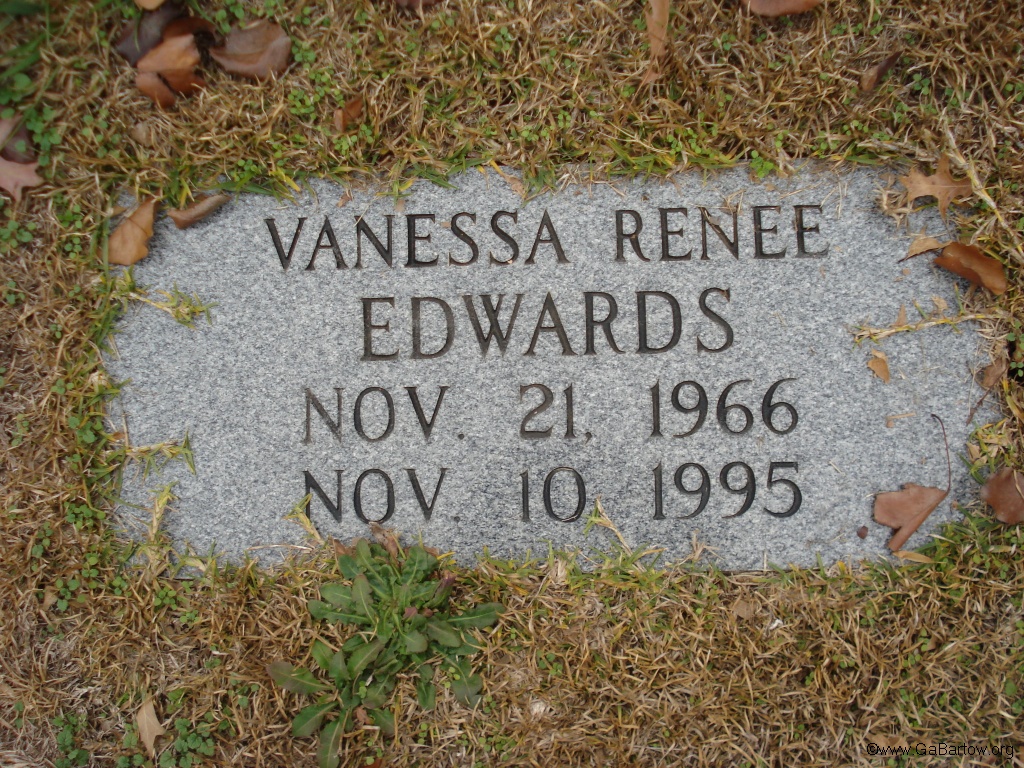 VANESSA RENEE
EDWARDS
NOV. 21, 1966
NOV. 10, 1995
©www.GaBartow.org